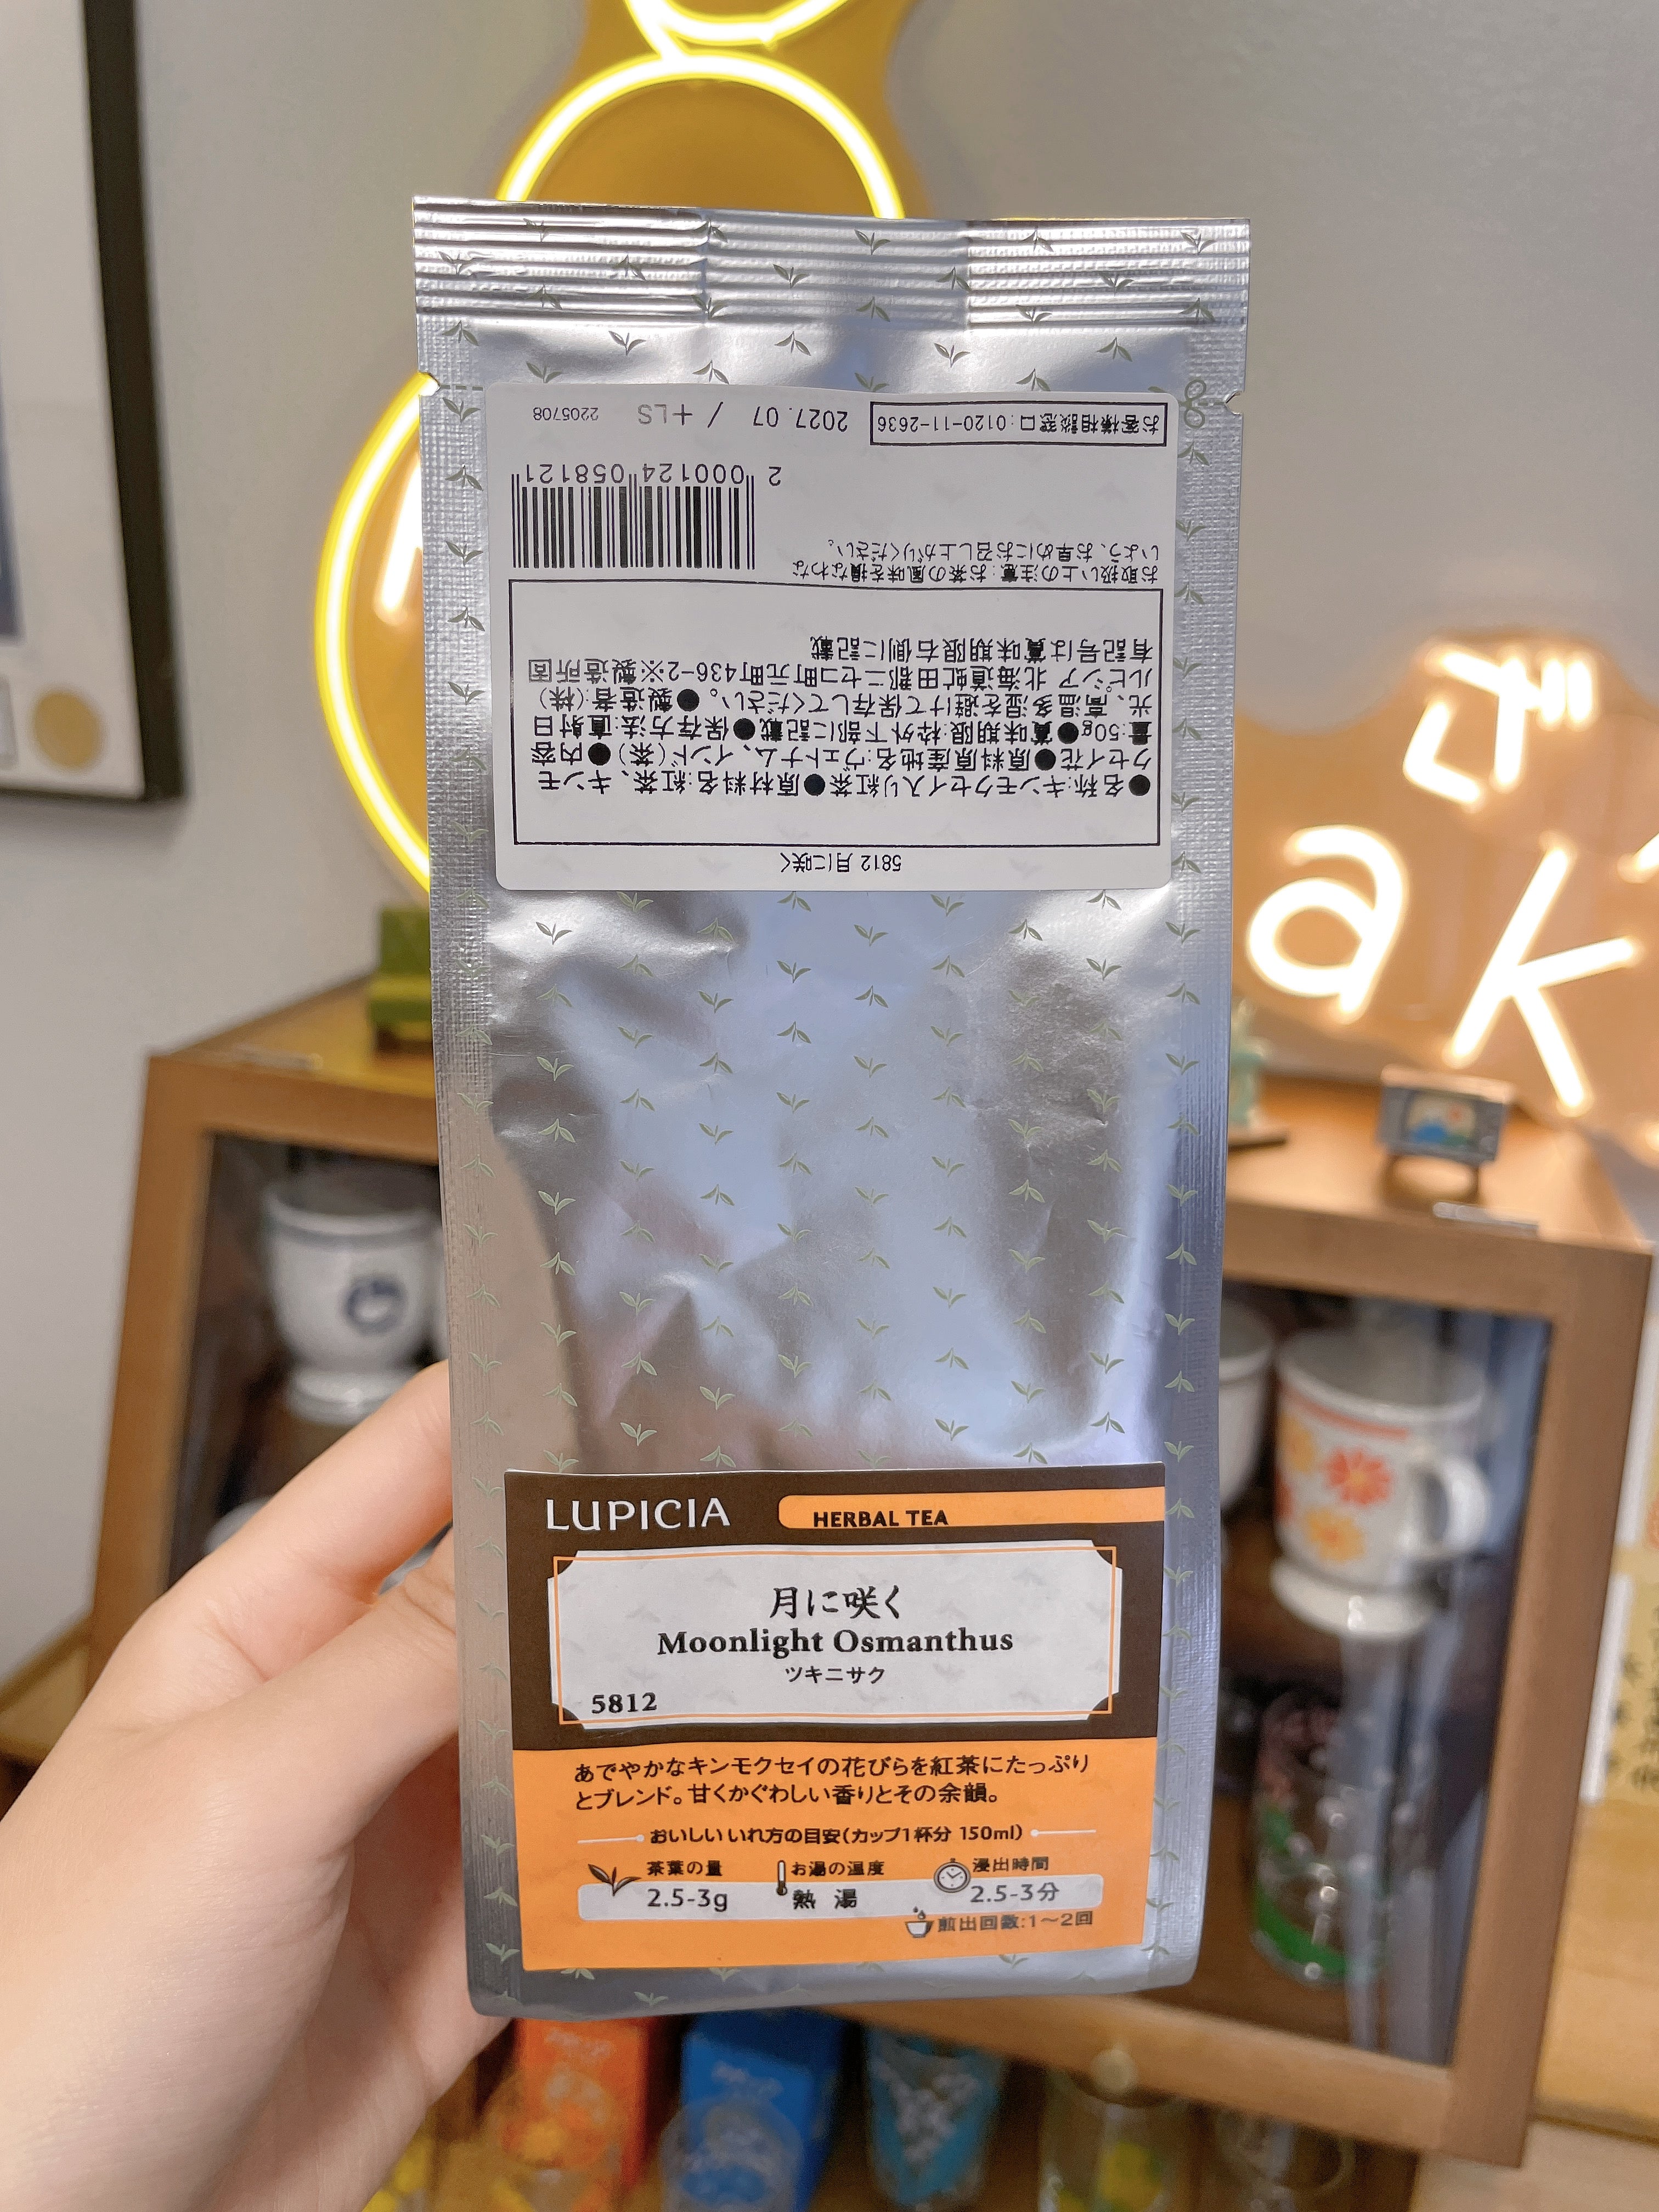 お客様相談窓口:0120-11-2636
2027.07 / +LS
2205708
2 000124 058121
お取扱い上の注意:お茶の風味を損なわな
いよう、お早めにお召し上がりください。
有記号は賞味期限右側に記載
ルピシア 北海道虻田郡ニセコ町元町436-2※製造所固
光、高温多湿を避けて保存してください。●製造者:(株)
量:50g●賞味期限:枠外下部に記載●保存方法:直射日
クセイ花●原料原産地名:ヴェトナム、インド(茶)●内容
●名称:キンモクセイ入り紅茶●原材料名:紅茶、キンモ
5812 月に咲く
ご
ak
LUPICIA
HERBAL TEA
月に咲く
Moonlight Osmanthus
ツキニサク
5812
あでやかなキンモクセイの花びらを紅茶にたっぷり
とブレンド。甘くかぐわしい香りとその余韻。
おいしいいれ方の目安(カップ1杯分 150ml)
茶葉の量
2.5-3g
お湯の温度
熱 湯
浸出時間
2.5-3分
煎出回数:1〜2回